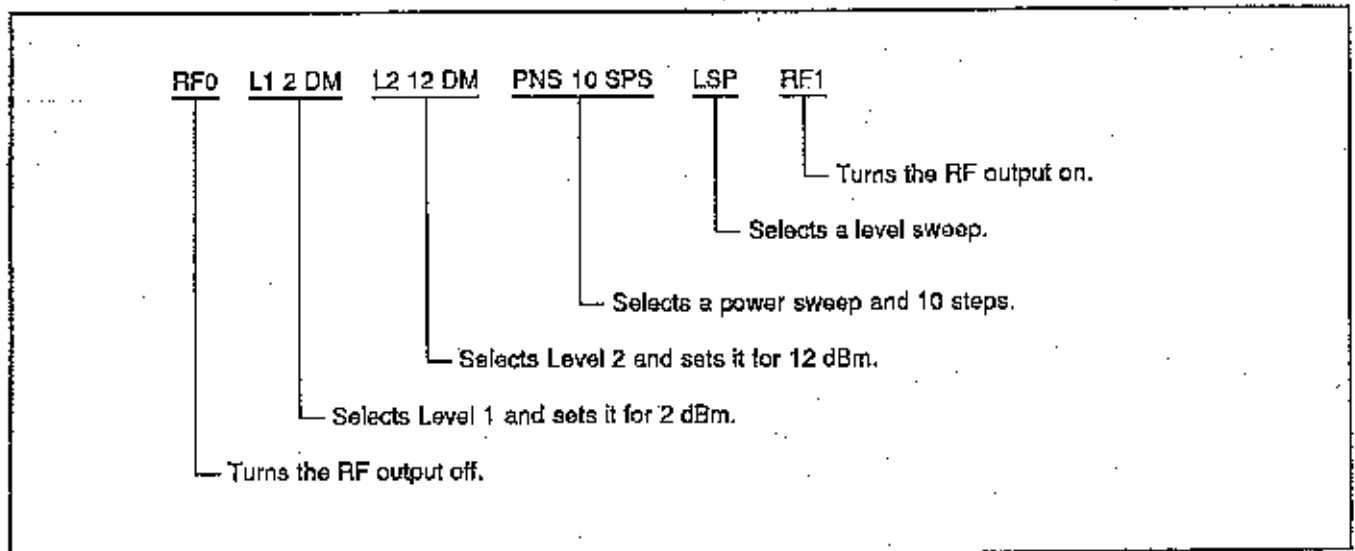 RF0 L1 2 DM L2 12 DM PNS 10 SPS LSP RF1
Turns the RF output on.
Selects a level sweep.
Selects a power sweep and 10 steps.
Selects Level 2 and sets it for 12 dBm.
Selects Level 1 and sets it for 2 dBm.
Turns the RF output off.